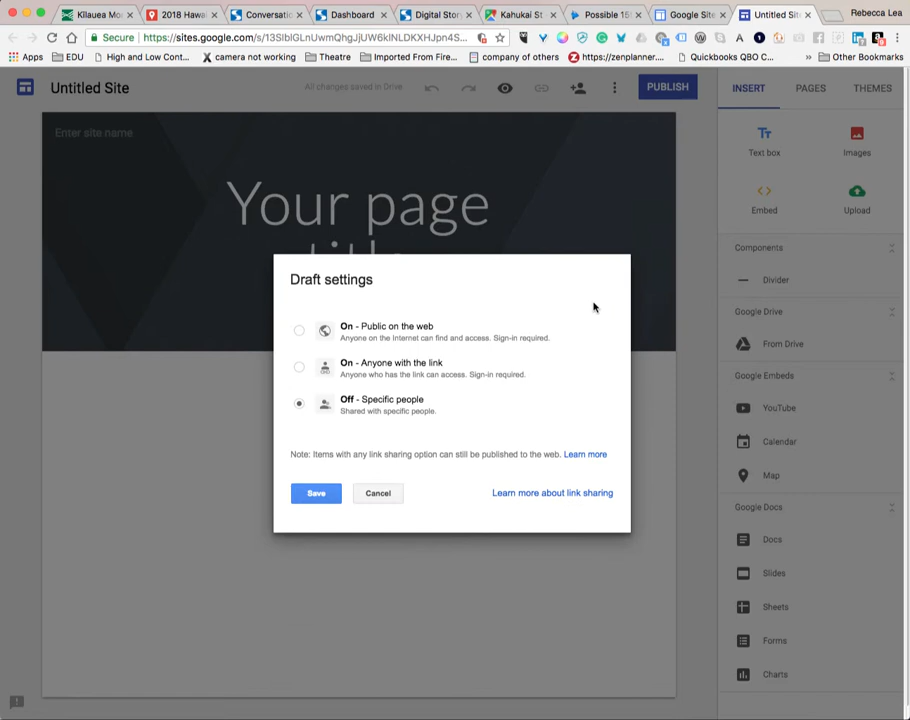 Kīlauea Mo
2018 Hawai
Conversatio
Dashboard
Digital Stor
Kahukai St
Possible 15
Google Site
Untitled Sit
Rebecca Lea
Secure
https://sites.google.com/s/13SIblGLnUwmQhgJjUW6kINLDKXHJpn4S...
Apps
EDU
High and Low Cont...
camera not working
Theatre
Imported From Fire...
company of others
https://zenplanner....
Quickbooks QBO C...
»
Other Bookmarks
Untitled Site
All changes saved in Drive
PUBLISH
INSERT
PAGES
THEMES
Enter site name
Your page
title
Tт Text box
Images
Embed
Upload
Components
Divider
Google Drive
From Drive
Google Embeds
YouTube
Calendar
Map
Google Docs
Docs
Slides
Sheets
Forms
Charts
Draft settings
On - Public on the web
Anyone on the Internet can find and access. Sign-in required.
On - Anyone with the link
Anyone who has the link can access. Sign-in required.
Off - Specific people
Shared with specific people.
Note: Items with any link sharing option can still be published to the web. Learn more
Save
Cancel
Learn more about link sharing